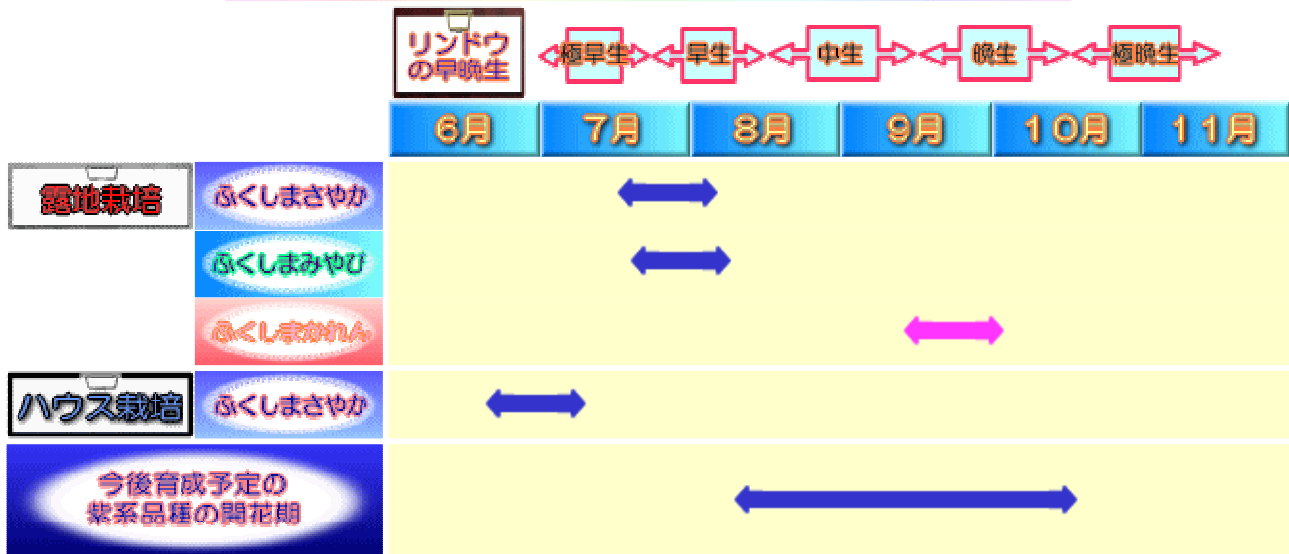 リンドウ
の早晩生
極早生
早生
中生
晩生
極晩生
6月
7月
8月
9月
10月
11月
露地栽培
ふくしまさやか
ふくしまみやび
ふくしまかれん
ハウス栽培
ふくしまさやか
今後育成予定の
紫系品種の開花期